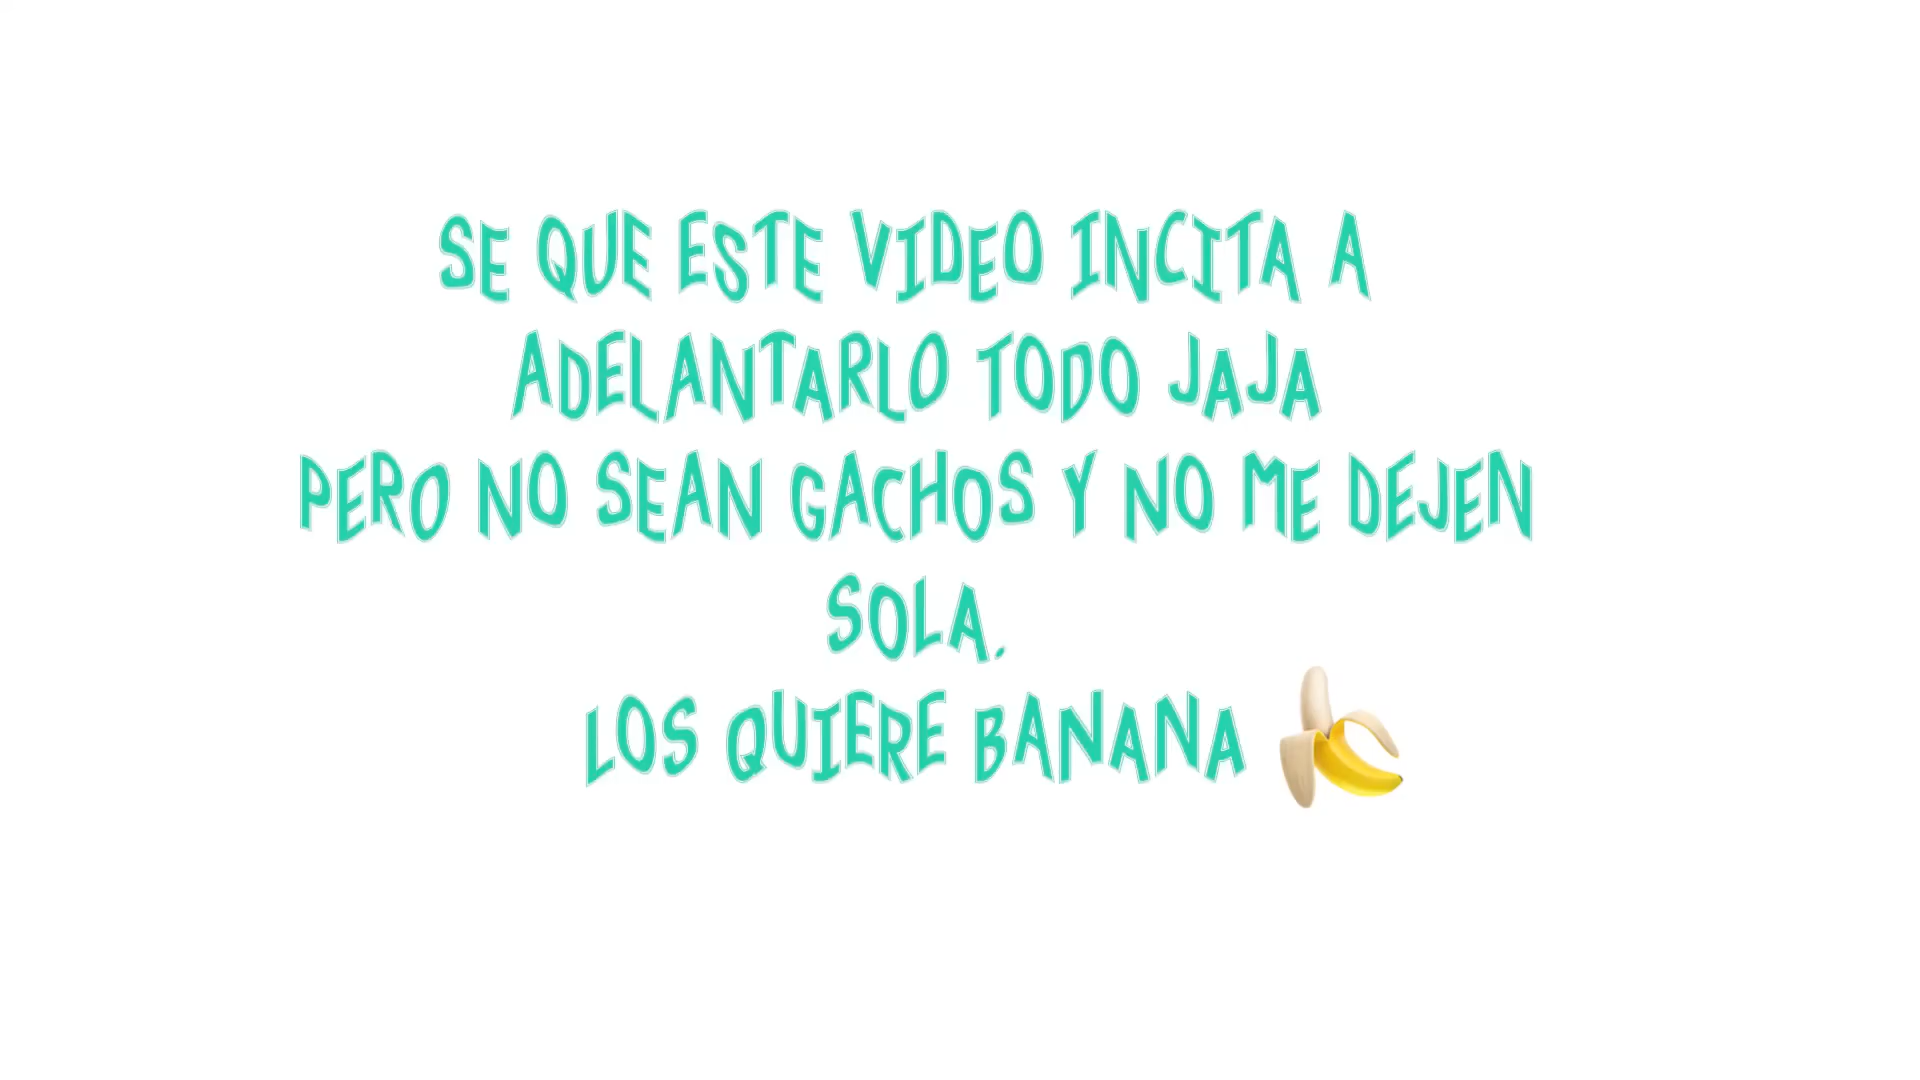 SE QUE ESTE VIDEO INCITA A
ADELANTARLO TODO JAJA
PERO NO SEAN GACHOS Y NO ME DEJEN
SOLA.
LOS QUIERE BANANA 🍌